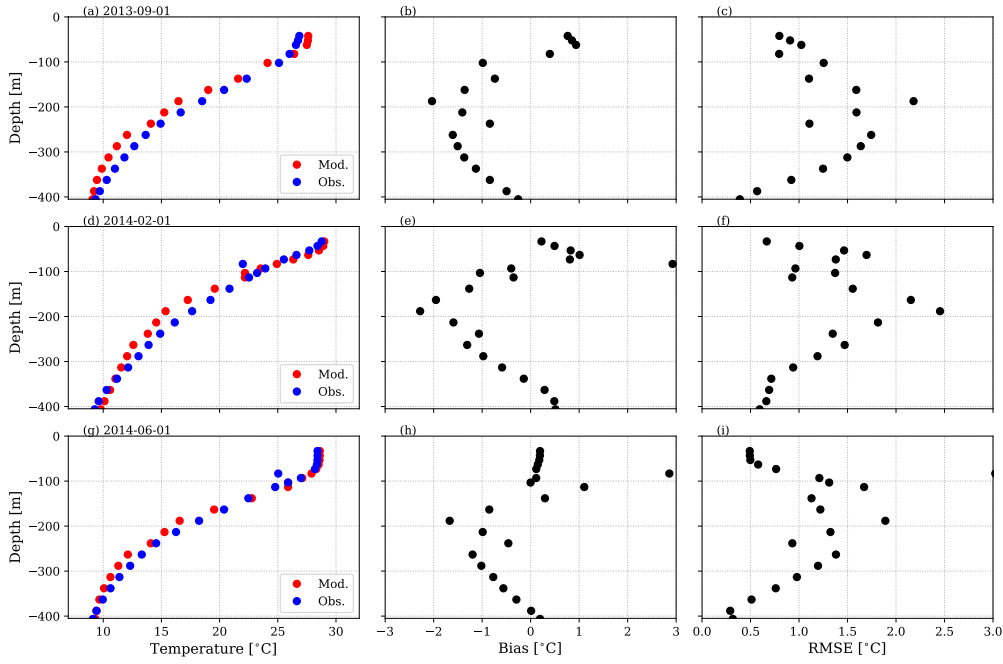 (a) 2013-09-01
(b)
(c)
0
−100
−200
−300
−400
Depth [m]
Mod.
Obs.
(d) 2014-02-01
(e)
(f)
0
−100
−200
−300
−400
Depth [m]
Mod.
Obs.
(g) 2014-06-01
(h)
(i)
0
−100
−200
−300
−400
Depth [m]
Mod.
Obs.
10 15 20 25 30
Temperature [°C]
−3 −2 −1 0 1 2 3
Bias [°C]
0.0 0.5 1.0 1.5 2.0 2.5 3.0
RMSE [°C]